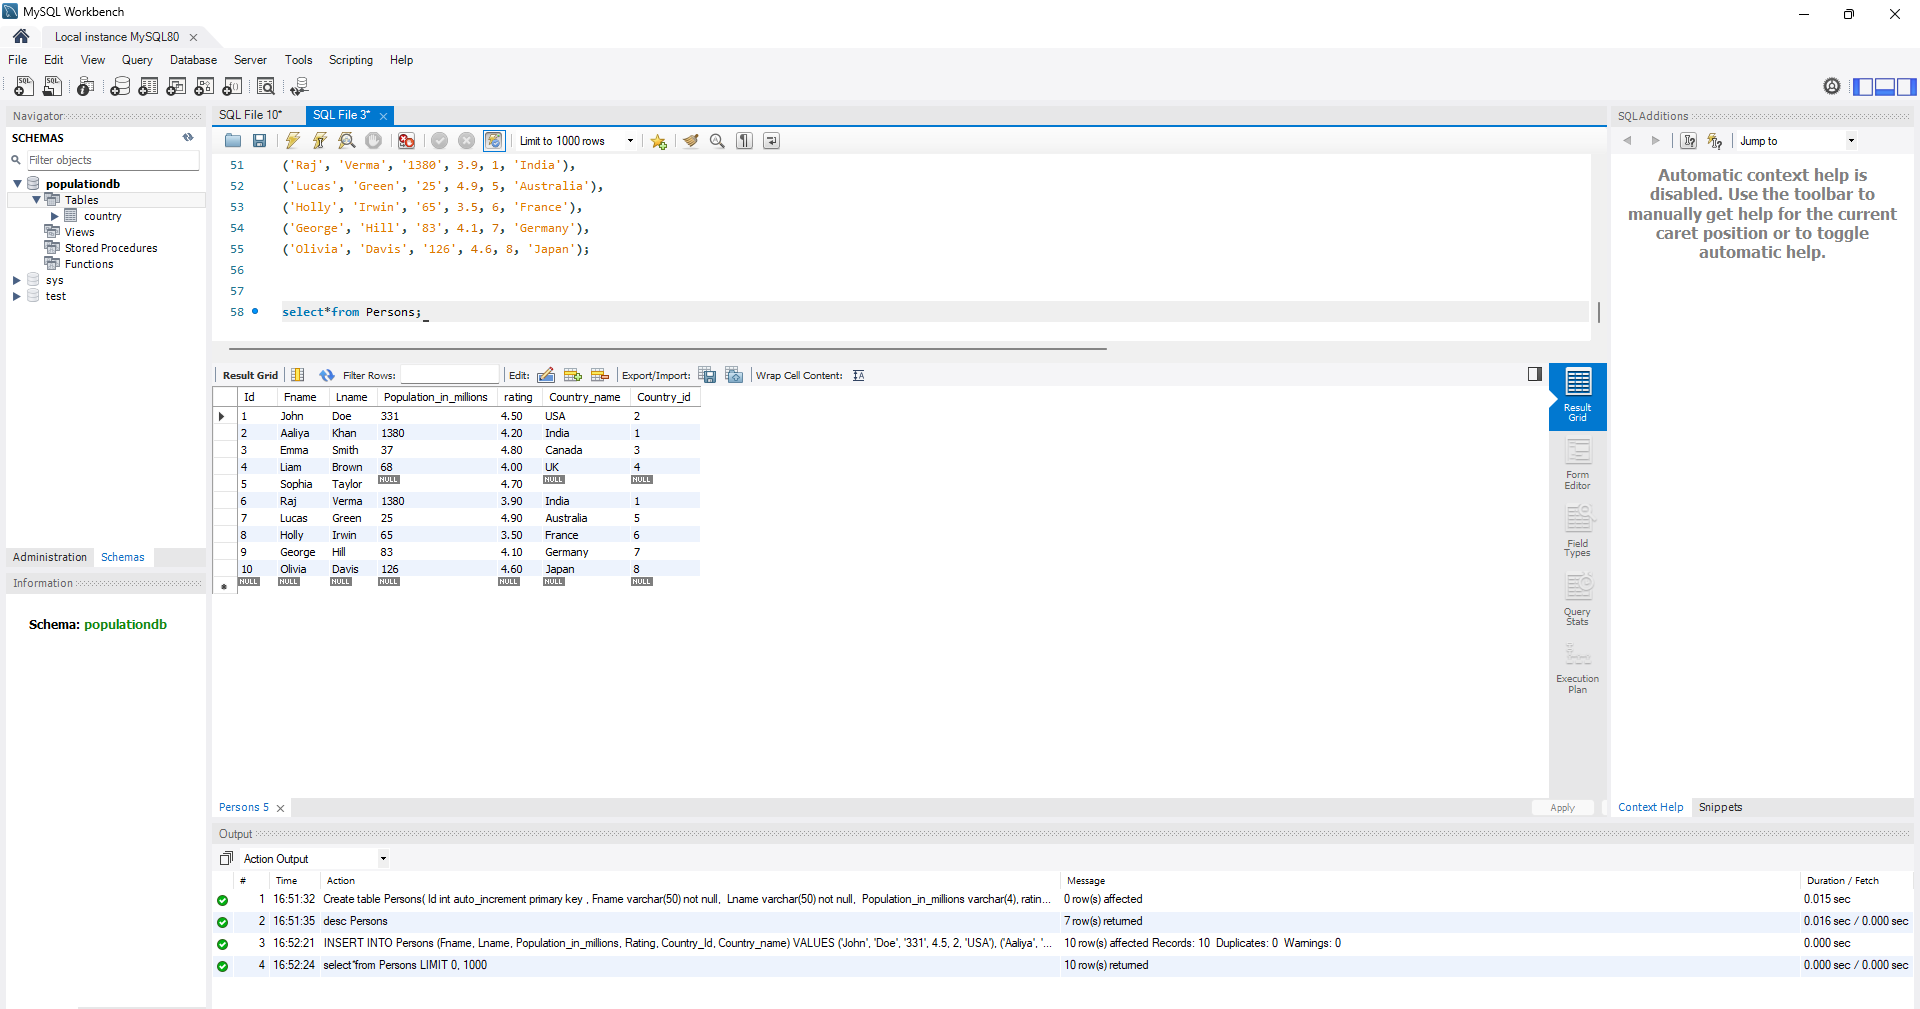 MySQL Workbench
Local instance MySQL80
File Edit View Query Database Server Tools Scripting Help
Navigator
SCHEMAS
Filter objects
populationdb
Tables
country
Views
Stored Procedures
Functions
sys
test
Administration Schemas
Information
Schema: populationdb
SQL File 10* SQL File 3*
Limit to 1000 rows
51 ('Raj', 'Verma', '1380', 3.9, 1, 'India'),
52 ('Lucas', 'Green', '25', 4.9, 5, 'Australia'),
53 ('Holly', 'Irwin', '65', 3.5, 6, 'France'),
54 ('George', 'Hill', '83', 4.1, 7, 'Germany'),
55 ('Olivia', 'Davis', '126', 4.6, 8, 'Japan');
56
57
58 select*from Persons;
Result Grid Filter Rows: Edit: Export/Import: Wrap Cell Content:
Id Fname Lname Population_in_millions rating Country_name Country_id
1 John Doe 331 4.50 USA 2
2 Aaliya Khan 1380 4.20 India 1
3 Emma Smith 37 4.80 Canada 3
4 Liam Brown 68 4.00 UK 4
5 Sophia Taylor NULL 4.70 NULL NULL
6 Raj Verma 1380 3.90 India 1
7 Lucas Green 25 4.90 Australia 5
8 Holly Irwin 65 3.50 France 6
9 George Hill 83 4.10 Germany 7
10 Olivia Davis 126 4.60 Japan 8
NULL NULL NULL NULL NULL NULL NULL
Result Grid
Form Editor
Field Types
Query Stats
Execution Plan
Persons 5
Apply
SQLAdditions
Jump to
Automatic context help is
disabled. Use the toolbar to
manually get help for the current
caret position or to toggle
automatic help.
Context Help Snippets
Output
Action Output
# Time Action Message Duration / Fetch
1 16:51:32 Create table Persons( Id int auto_increment primary key , Fname varchar(50) not null, Lname varchar(50) not null, Population_in_millions varchar(4), ratin... 0 row(s) affected 0.015 sec
2 16:51:35 desc Persons 7 row(s) returned 0.016 sec / 0.000 sec
3 16:52:21 INSERT INTO Persons (Fname, Lname, Population_in_millions, Rating, Country_Id, Country_name) VALUES ('John', 'Doe', '331', 4.5, 2, 'USA'), ('Aaliya', '... 10 row(s) affected Records: 10 Duplicates: 0 Warnings: 0 0.000 sec
4 16:52:24 select*from Persons LIMIT 0, 1000 10 row(s) returned 0.000 sec / 0.000 sec